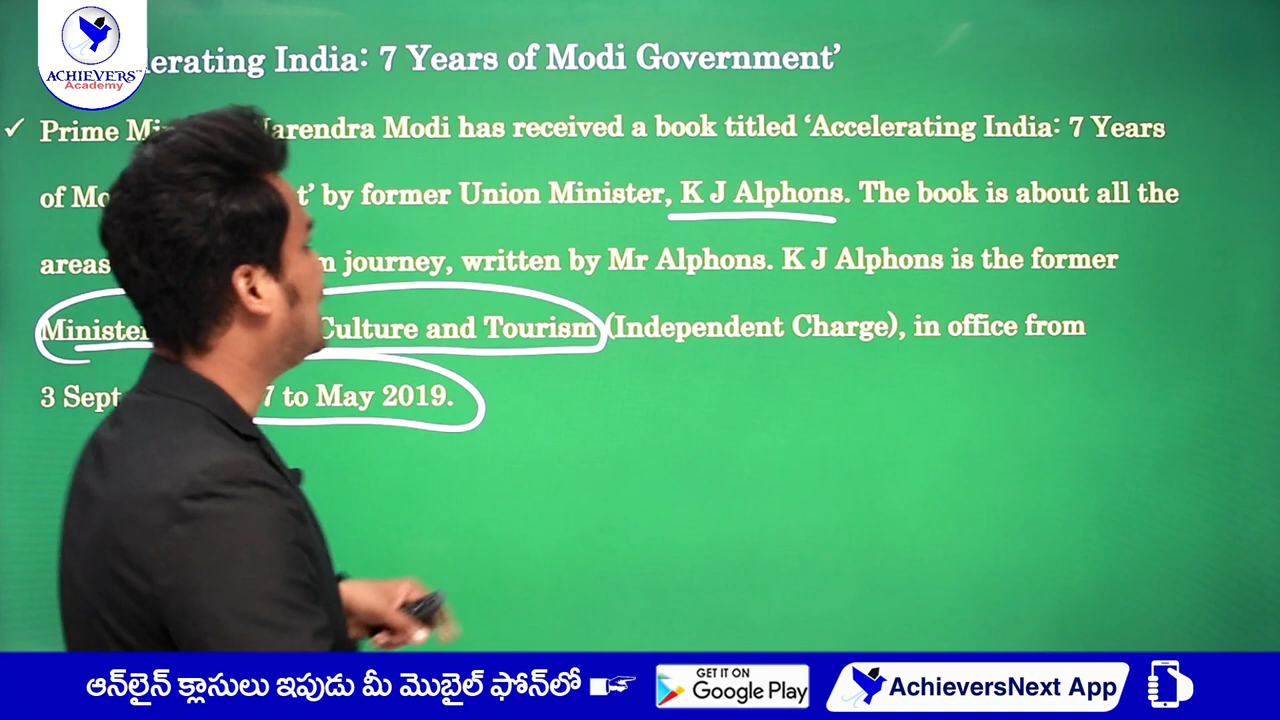 ACHIEVERS
Academy
erating India: 7 Years of Modi Government’
✓ Prime Narendra Modi has received a book titled ‘Accelerating India: 7 Years
of by former Union Minister, K J Alphons. The book is about all the
areas journey, written by Mr Alphons. K J Alphons is the former
Minister Culture and Tourism (Independent Charge), in office from
3 Sept 7 to May 2019.
ఆన్‌లైన్ క్లాసులు ఇపుడు మీ మొబైల్ ఫోన్‌లో
GET IT ON
Google Play
AchieversNext App